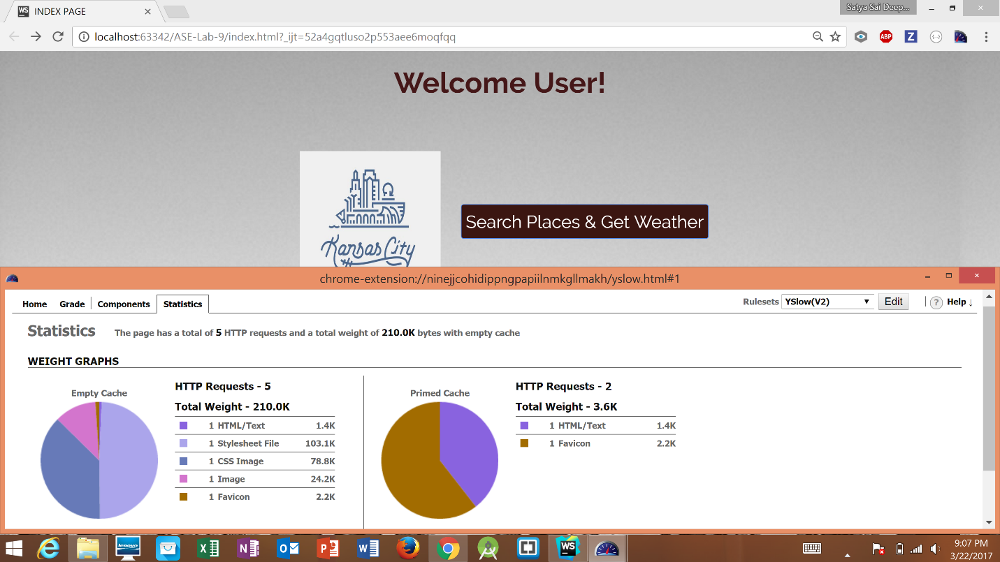 WS INDEX PAGE
Satya Sai Deep...
localhost:63342/ASE-Lab-9/index.html?_ijt=52a4gqtluso2p553aee6moqfqq
ABP Z
Welcome User!
Kansas City
Search Places & Get Weather
chrome-extension://ninejjcohidippngpapiilnmkgllmakh/yslow.html#1
Home Grade Components Statistics
Rulesets YSlow(V2) Edit ? Help ↓
Statistics The page has a total of 5 HTTP requests and a total weight of 210.0K bytes with empty cache
WEIGHT GRAPHS
Empty Cache
HTTP Requests - 5
Total Weight - 210.0K
1 HTML/Text 1.4K
1 Stylesheet File 103.1K
1 CSS Image 78.8K
1 Image 24.2K
1 Favicon 2.2K
Primed Cache
HTTP Requests - 2
Total Weight - 3.6K
1 HTML/Text 1.4K
1 Favicon 2.2K
lenovo
WS
9:07 PM
3/22/2017